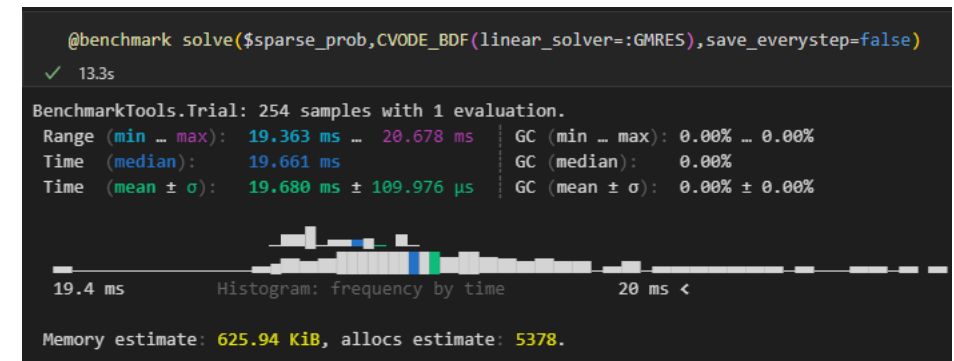 @benchmark solve($sparse_prob,CVODE_BDF(linear_solver=:GMRES),save_everystep=false)
✓ 13.3s
BenchmarkTools.Trial: 254 samples with 1 evaluation.
Range (min … max): 19.363 ms … 20.678 ms ┊ GC (min … max): 0.00% … 0.00%
Time (median): 19.661 ms ┊ GC (median): 0.00%
Time (mean ± σ): 19.680 ms ± 109.976 μs ┊ GC (mean ± σ): 0.00% ± 0.00%
19.4 ms Histogram: frequency by time 20 ms <
Memory estimate: 625.94 KiB, allocs estimate: 5378.